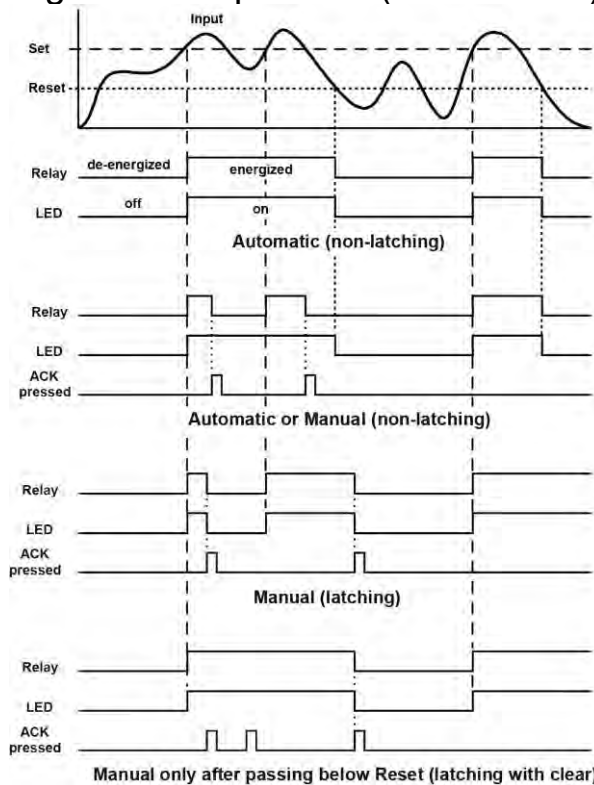 Input
Set
Reset
Relay
de-energized
energized
LED
off
on
Automatic (non-latching)
Relay
LED
ACK
pressed
Automatic or Manual (non-latching)
Relay
LED
ACK
pressed
Manual (latching)
Relay
LED
ACK
pressed
Manual only after passing below Reset (latching with clear)